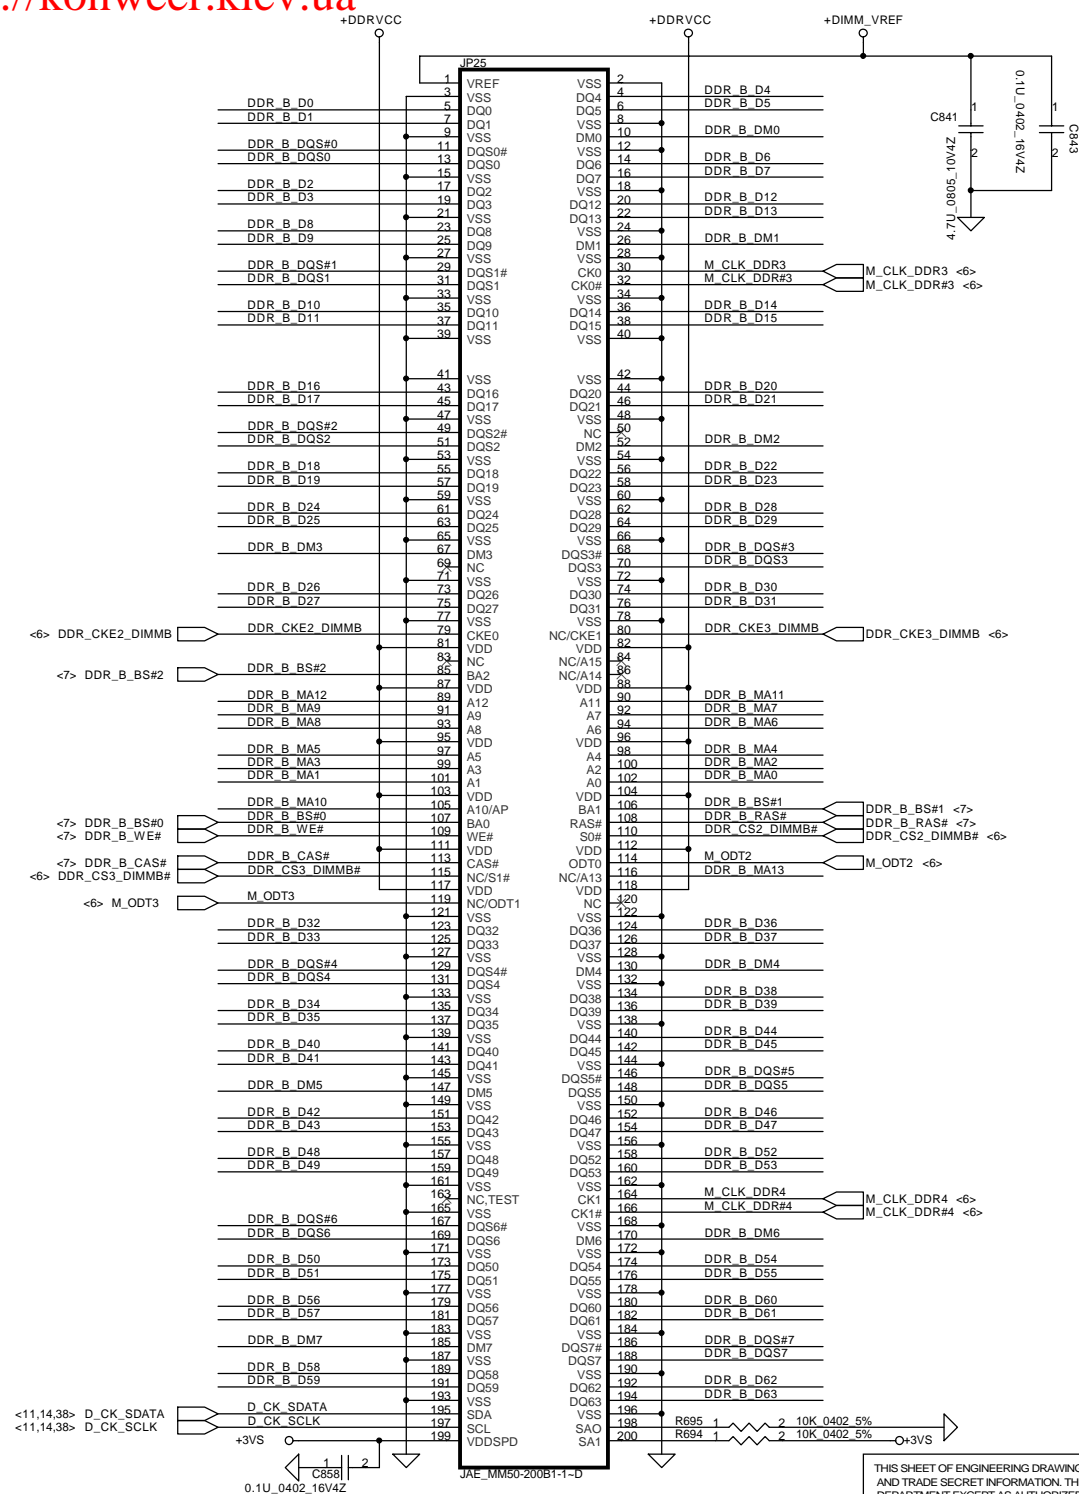 ://konweer.kiev.ua
+DDRVCC +DDRVCC +DIMM_VREF
JP25
1 VREF VSS 2
3 VSS DQ4 4 DDR_B_D4
DDR_B_D0 5 DQ0 DQ5 6 DDR_B_D5
DDR_B_D1 7 DQ1 VSS 8
9 VSS DM0 10 DDR_B_DM0
DDR_B_DQS#0 11 DQS0# VSS 12
DDR_B_DQS0 13 DQS0 DQ6 14 DDR_B_D6
15 VSS DQ7 16 DDR_B_D7
DDR_B_D2 17 DQ2 VSS 18
DDR_B_D3 19 DQ3 DQ12 20 DDR_B_D12
21 VSS DQ13 22 DDR_B_D13
DDR_B_D8 23 DQ8 VSS 24
DDR_B_D9 25 DQ9 DM1 26 DDR_B_DM1
27 VSS VSS 28
DDR_B_DQS#1 29 DQS1# CK0 30 M_CLK_DDR3 M_CLK_DDR3 <6>
DDR_B_DQS1 31 DQS1 CK0# 32 M_CLK_DDR#3 M_CLK_DDR#3 <6>
33 VSS VSS 34
DDR_B_D10 35 DQ10 DQ14 36 DDR_B_D14
DDR_B_D11 37 DQ11 DQ15 38 DDR_B_D15
39 VSS VSS 40
41 VSS VSS 42
DDR_B_D16 43 DQ16 DQ20 44 DDR_B_D20
DDR_B_D17 45 DQ17 DQ21 46 DDR_B_D21
47 VSS VSS 48
DDR_B_DQS#2 49 DQS2# NC 50
DDR_B_DQS2 51 DQS2 DM2 52 DDR_B_DM2
53 VSS VSS 54
DDR_B_D18 55 DQ18 DQ22 56 DDR_B_D22
DDR_B_D19 57 DQ19 DQ23 58 DDR_B_D23
59 VSS VSS 60
DDR_B_D24 61 DQ24 DQ28 62 DDR_B_D28
DDR_B_D25 63 DQ25 DQ29 64 DDR_B_D29
65 VSS VSS 66
DDR_B_DM3 67 DM3 DQS3# 68 DDR_B_DQS#3
69 NC DQS3 70 DDR_B_DQS3
71 VSS VSS 72
DDR_B_D26 73 DQ26 DQ30 74 DDR_B_D30
DDR_B_D27 75 DQ27 DQ31 76 DDR_B_D31
77 VSS VSS 78
<6> DDR_CKE2_DIMMB DDR_CKE2_DIMMB 79 CKE0 NC/CKE1 80 DDR_CKE3_DIMMB DDR_CKE3_DIMMB <6>
81 VDD VDD 82
83 NC NC/A15 84
<7> DDR_B_BS#2 DDR_B_BS#2 85 BA2 NC/A14 86
87 VDD VDD 88
DDR_B_MA12 89 A12 A11 90 DDR_B_MA11
DDR_B_MA9 91 A9 A7 92 DDR_B_MA7
DDR_B_MA8 93 A8 A6 94 DDR_B_MA6
95 VDD VDD 96
DDR_B_MA5 97 A5 A4 98 DDR_B_MA4
DDR_B_MA3 99 A3 A2 100 DDR_B_MA2
DDR_B_MA1 101 A1 A0 102 DDR_B_MA0
103 VDD VDD 104
DDR_B_MA10 105 A10/AP BA1 106 DDR_B_BS#1 DDR_B_BS#1 <7>
<7> DDR_B_BS#0 DDR_B_BS#0 107 BA0 RAS# 108 DDR_B_RAS# DDR_B_RAS# <7>
<7> DDR_B_WE# DDR_B_WE# 109 WE# S0# 110 DDR_CS2_DIMMB# DDR_CS2_DIMMB# <6>
111 VDD VDD 112
<7> DDR_B_CAS# DDR_B_CAS# 113 CAS# ODT0 114 M_ODT2 M_ODT2 <6>
<6> DDR_CS3_DIMMB# DDR_CS3_DIMMB# 115 NC/S1# NC/A13 116 DDR_B_MA13
117 VDD VDD 118
<6> M_ODT3 M_ODT3 119 NC/ODT1 NC 120
121 VSS VSS 122
DDR_B_D32 123 DQ32 DQ36 124 DDR_B_D36
DDR_B_D33 125 DQ33 DQ37 126 DDR_B_D37
127 VSS VSS 128
DDR_B_DQS#4 129 DQS4# DM4 130 DDR_B_DM4
DDR_B_DQS4 131 DQS4 VSS 132
133 VSS DQ38 134 DDR_B_D38
DDR_B_D34 135 DQ34 DQ39 136 DDR_B_D39
DDR_B_D35 137 DQ35 VSS 138
139 VSS DQ44 140 DDR_B_D44
DDR_B_D40 141 DQ40 DQ45 142 DDR_B_D45
DDR_B_D41 143 DQ41 VSS 144
145 VSS DQS5# 146 DDR_B_DQS#5
DDR_B_DM5 147 DM5 DQS5 148 DDR_B_DQS5
149 VSS VSS 150
DDR_B_D42 151 DQ42 DQ46 152 DDR_B_D46
DDR_B_D43 153 DQ43 DQ47 154 DDR_B_D47
155 VSS VSS 156
DDR_B_D48 157 DQ48 DQ52 158 DDR_B_D52
DDR_B_D49 159 DQ49 DQ53 160 DDR_B_D53
161 VSS VSS 162
163 NC,TEST CK1 164 M_CLK_DDR4 M_CLK_DDR4 <6>
165 VSS CK1# 166 M_CLK_DDR#4 M_CLK_DDR#4 <6>
DDR_B_DQS#6 167 DQS6# VSS 168
DDR_B_DQS6 169 DQS6 DM6 170 DDR_B_DM6
171 VSS VSS 172
DDR_B_D50 173 DQ50 DQ54 174 DDR_B_D54
DDR_B_D51 175 DQ51 DQ55 176 DDR_B_D55
177 VSS VSS 178
DDR_B_D56 179 DQ56 DQ60 180 DDR_B_D60
DDR_B_D57 181 DQ57 DQ61 182 DDR_B_D61
183 VSS VSS 184
DDR_B_DM7 185 DM7 DQS7# 186 DDR_B_DQS#7
187 VSS DQS7 188 DDR_B_DQS7
DDR_B_D58 189 DQ58 VSS 190
DDR_B_D59 191 DQ59 DQ62 192 DDR_B_D62
193 VSS DQ63 194 DDR_B_D63
<11,14,38> D_CK_SDATA D_CK_SDATA 195 SDA VSS 196
<11,14,38> D_CK_SCLK D_CK_SCLK 197 SCL SAO 198 R695 1 2 10K_0402_5%
+3VS 199 VDDSPD SA1 200 R694 1 2 10K_0402_5% +3VS
JAE_MM50-200B1-1~D
1 2
C858
0.1U_0402_16V4Z
C841
1
2
4.7U_0805_10V4Z
0.1U_0402_16V4Z
1
2
C843
THIS SHEET OF ENGINEERING DRAWING
AND TRADE SECRET INFORMATION. TH
DEPARTMENT EXCEPT AS AUTHORIZED